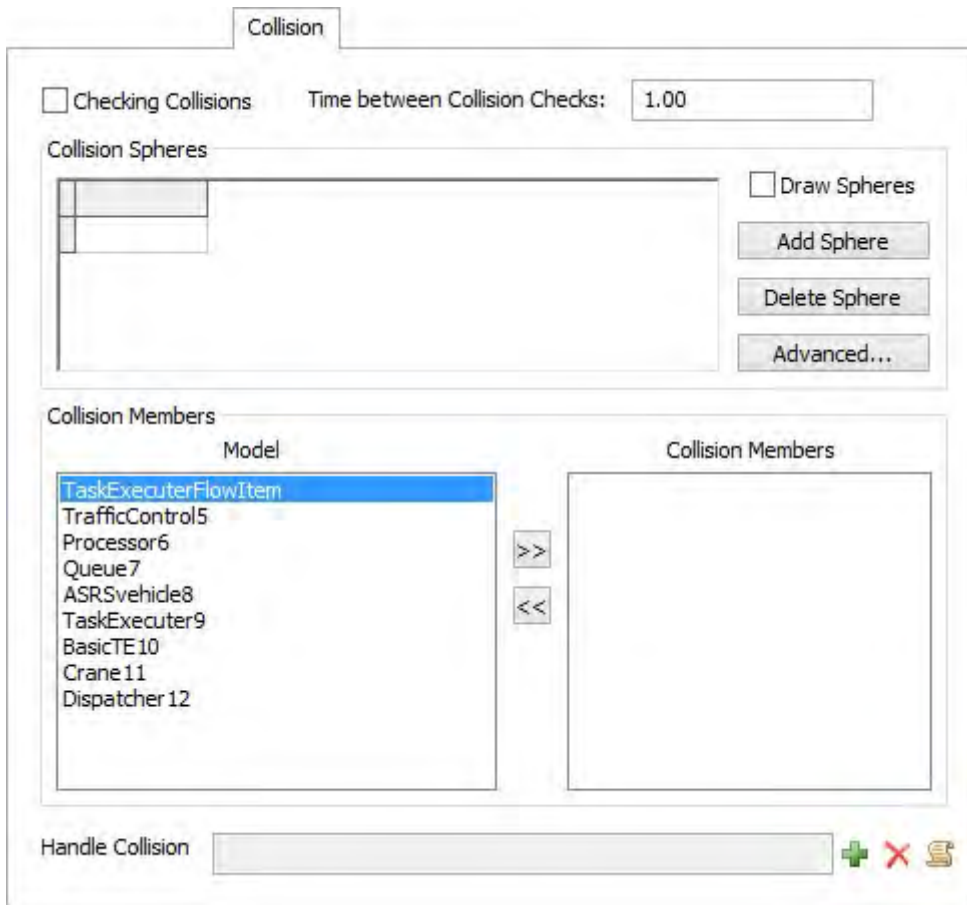 Collision
Checking Collisions Time between Collision Checks: 1.00
Collision Spheres
Draw Spheres
Add Sphere
Delete Sphere
Advanced...
Collision Members
Model Collision Members
TaskExecuterFlowItem
TrafficControl5
Processor6
Queue7
>>
ASRSvehicle8
<<
TaskExecuter9
BasicTE10
Crane11
Dispatcher12
Handle Collision